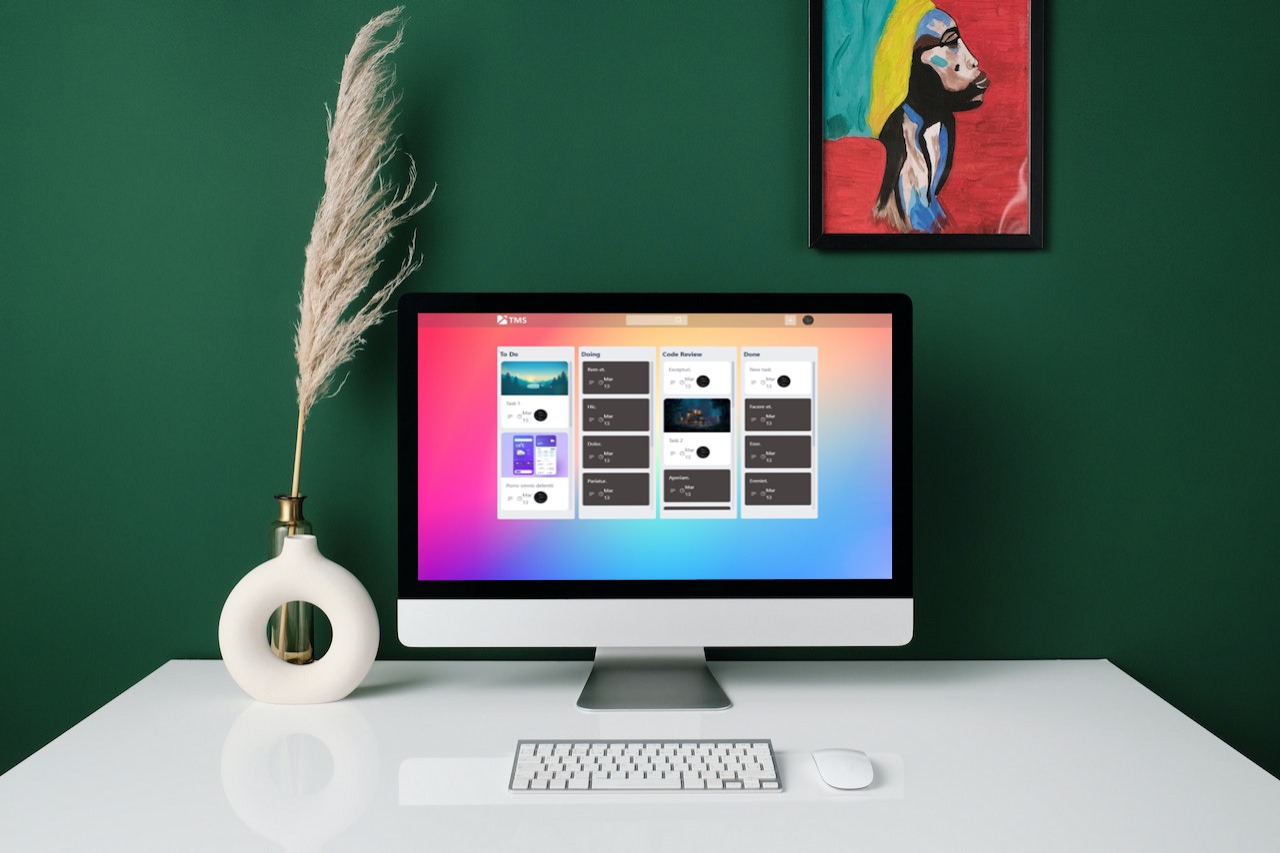 TMS
To Do
Task 1
Mar
13
Porro omnis deleniti
Mar
13
Doing
Rem et.
Mar
13
Hic.
Mar
13
Dolor.
Mar
13
Pariatur.
Mar
13
Code Review
Excepturi.
Mar
13
Task 2
Mar
13
Aperiam.
Mar
13
Done
New task
Mar
13
Facere et.
Mar
13
Eum.
Mar
13
Eveniet.
Mar
13